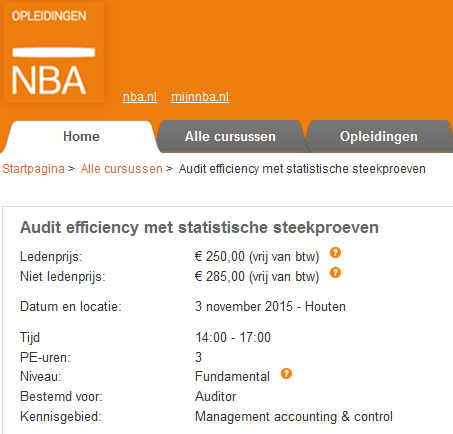 OPLEIDINGEN
NBA
nba.nl mijnnba.nl
Home Alle cursussen Opleidingen
Startpagina > Alle cursussen > Audit efficiency met statistische steekproeven
Audit efficiency met statistische steekproeven
Ledenprijs: € 250,00 (vrij van btw) ?
Niet ledenprijs: € 285,00 (vrij van btw) ?
Datum en locatie: 3 november 2015 - Houten
Tijd 14:00 - 17:00
PE-uren: 3
Niveau: Fundamental ?
Bestemd voor: Auditor
Kennisgebied: Management accounting & control